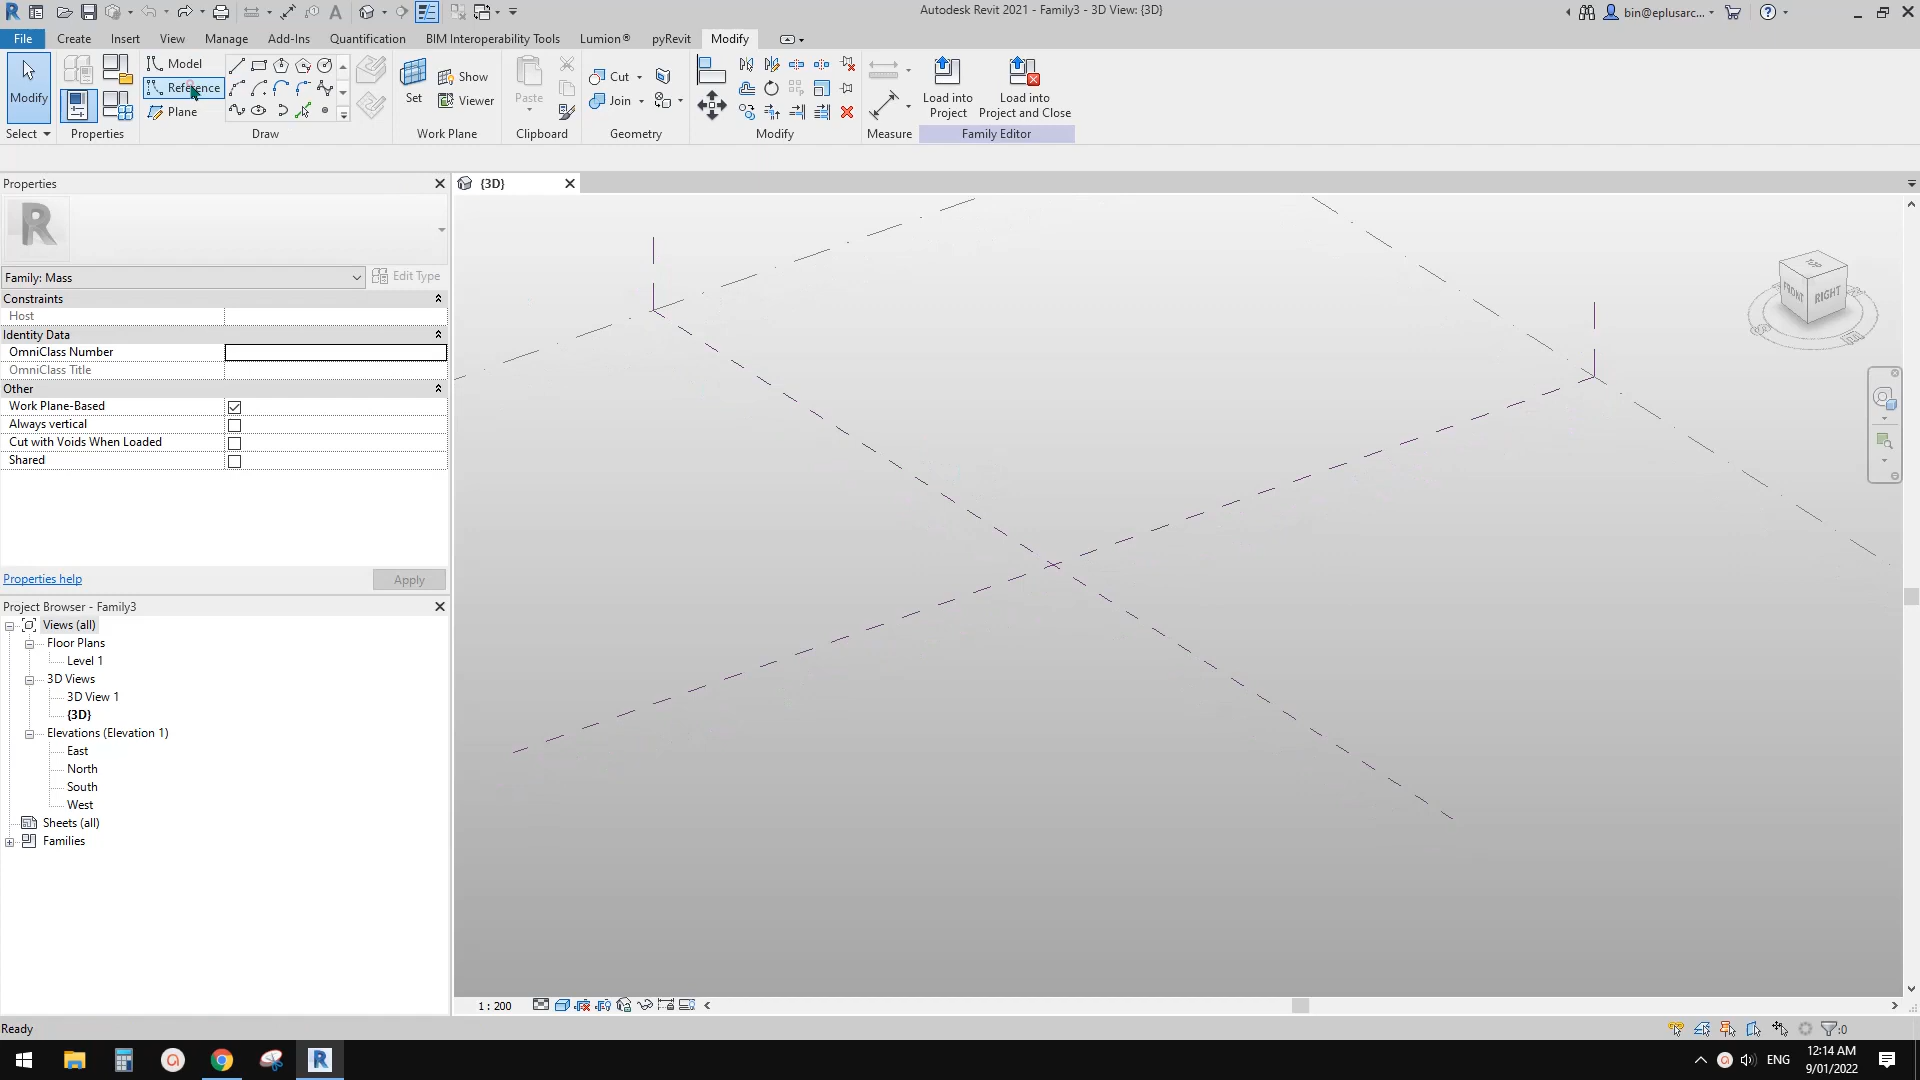 Autodesk Revit 2021 - Family3 - 3D View: {3D}
bin@eplusarc...
File Create Insert View Manage Add-Ins Quantification BIM Interoperability Tools Lumion® pyRevit Modify
Modify
Model
Reference
Plane
Set
Show
Viewer
Paste
Cut
Join
Load into
Project
Load into
Project and Close
Select Properties Draw Work Plane Clipboard Geometry Modify Measure Family Editor
Properties
{3D}
R
Family: Mass
Edit Type
Constraints
Host
Identity Data
OmniClass Number
OmniClass Title
Other
Work Plane-Based
Always vertical
Cut with Voids When Loaded
Shared
Properties help
Apply
TOP
FRONT
RIGHT
Project Browser - Family3
Views (all)
Floor Plans
Level 1
3D Views
3D View 1
{3D}
Elevations (Elevation 1)
East
North
South
West
Sheets (all)
Families
1 : 200
Ready
:0
ENG
12:14 AM
9/01/2022